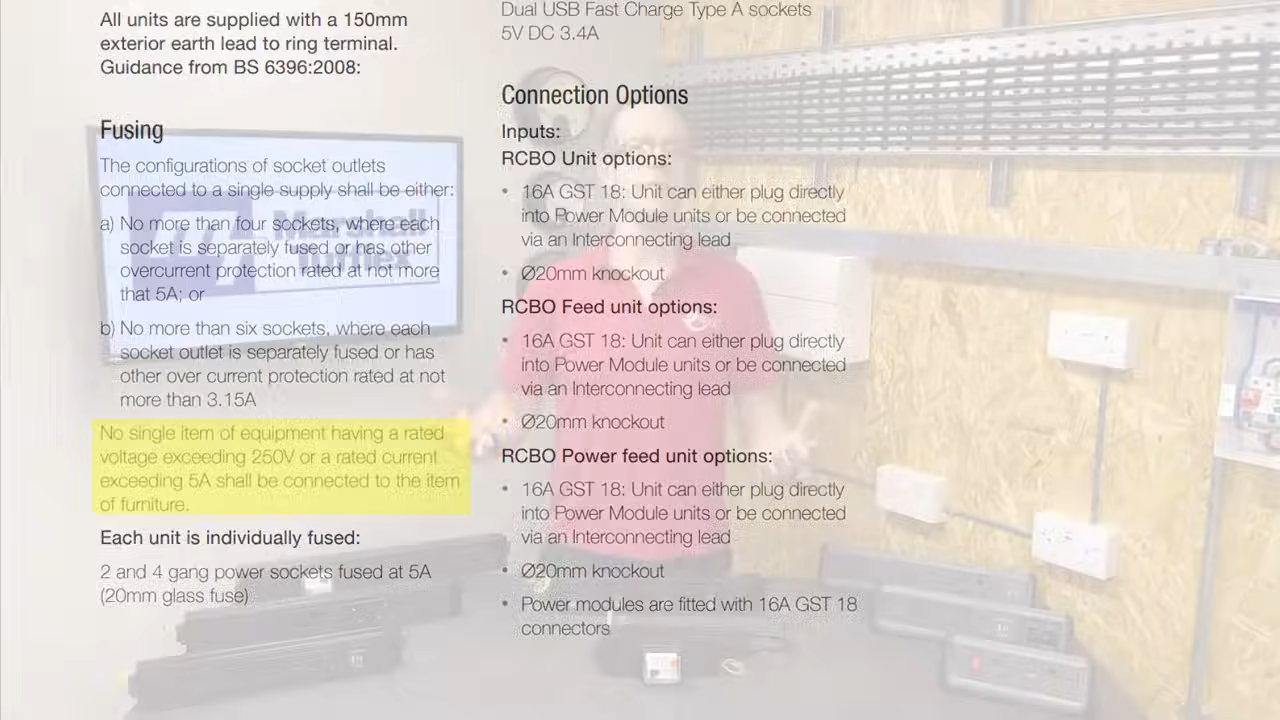 All units are supplied with a 150mm
exterior earth lead to ring terminal.
Guidance from BS 6396:2008:
Fusing
The configurations of socket outlets
connected to a single supply shall be either:
a) No more than four sockets, where each
socket is separately fused or has other
overcurrent protection rated at not more
that 5A; or
b) No more than six sockets, where each
socket outlet is separately fused or has
other over current protection rated at not
more than 3.15A
No single item of equipment having a rated
voltage exceeding 250V or a rated current
exceeding 5A shall be connected to the item
of furniture.
Each unit is individually fused:
2 and 4 gang power sockets fused at 5A
(20mm glass fuse)
Dual USB Fast Charge Type A sockets
5V DC 3.4A
Connection Options
Inputs:
RCBO Unit options:
• 16A GST 18: Unit can either plug directly
into Power Module units or be connected
via an Interconnecting lead
• Ø20mm knockout
RCBO Feed unit options:
• 16A GST 18: Unit can either plug directly
into Power Module units or be connected
via an Interconnecting lead
• Ø20mm knockout
RCBO Power feed unit options:
• 16A GST 18: Unit can either plug directly
into Power Module units or be connected
via an Interconnecting lead
• Ø20mm knockout
• Power modules are fitted with 16A GST 18
connectors
Marshall
Tufflex